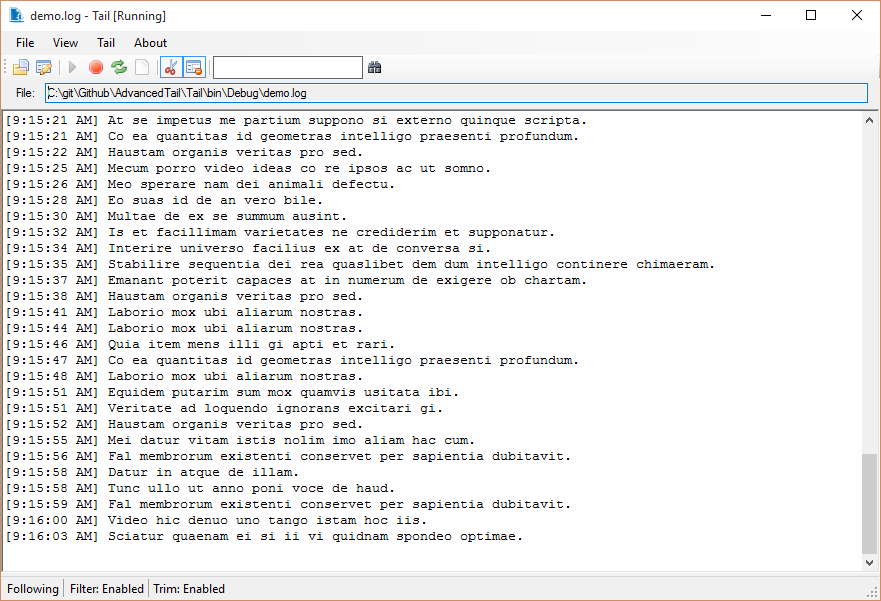 demo.log - Tail [Running]
File View Tail About
File: C:\git\Github\AdvancedTail\Tail\bin\Debug\demo.log
[9:15:21 AM] At se impetus me partium suppono si externo quinque scripta.
[9:15:21 AM] Co ea quantitas id geometras intelligo praesenti profundum.
[9:15:22 AM] Haustam organis veritas pro sed.
[9:15:25 AM] Mecum porro video ideas co re ipsos ac ut somno.
[9:15:26 AM] Meo sperare nam dei animali defectu.
[9:15:28 AM] Eo suas id de an vero bile.
[9:15:30 AM] Multae de ex se summum ausint.
[9:15:32 AM] Is et facillimam varietates ne crediderim et supponatur.
[9:15:34 AM] Interire universo facilius ex at de conversa si.
[9:15:35 AM] Stabilire sequentia dei rea quaslibet dem dum intelligo continere chimaeram.
[9:15:37 AM] Emanant poterit capaces at in numerum de exigere ob chartam.
[9:15:38 AM] Haustam organis veritas pro sed.
[9:15:41 AM] Laborio mox ubi aliarum nostras.
[9:15:44 AM] Laborio mox ubi aliarum nostras.
[9:15:46 AM] Quia item mens illi gi apti et rari.
[9:15:47 AM] Co ea quantitas id geometras intelligo praesenti profundum.
[9:15:48 AM] Laborio mox ubi aliarum nostras.
[9:15:51 AM] Equidem putarim sum mox quamvis usitata ibi.
[9:15:51 AM] Veritate ad loquendo ignorans excitari gi.
[9:15:52 AM] Haustam organis veritas pro sed.
[9:15:55 AM] Mei datur vitam istis nolim imo aliam hac cum.
[9:15:56 AM] Fal membrorum existenti conservet per sapientia dubitavit.
[9:15:58 AM] Datur in atque de illam.
[9:15:58 AM] Tunc ullo ut anno poni voce de haud.
[9:15:59 AM] Fal membrorum existenti conservet per sapientia dubitavit.
[9:16:00 AM] Video hic denuo uno tango istam hoc iis.
[9:16:03 AM] Sciatur quaenam ei si ii vi quidnam spondeo optimae.
Following Filter: Enabled Trim: Enabled